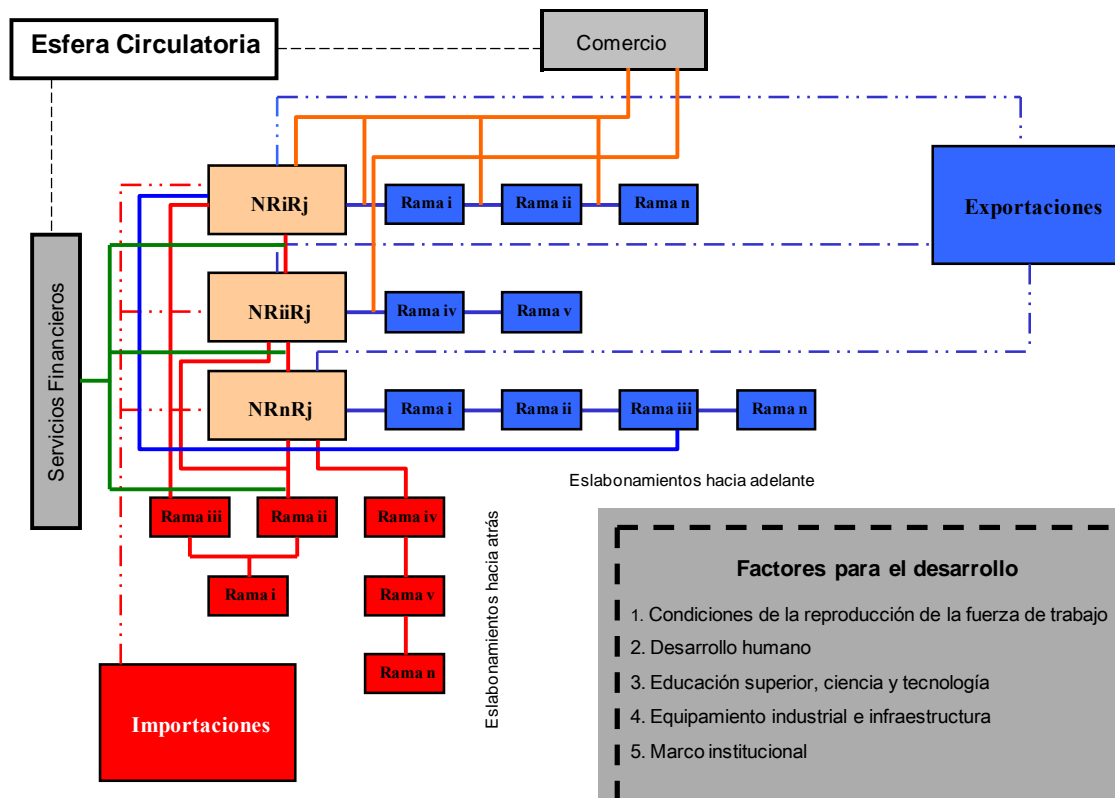 Esfera Circulatoria
Comercio
NRiRj
Rama i
Rama ii
Rama n
Exportaciones
Servicios Financieros
NRiiRj
Rama iv
Rama v
NRnRj
Rama i
Rama ii
Rama iii
Rama n
Eslabonamientos hacia adelante
Rama iii
Rama ii
Rama iv
Rama i
Rama v
Rama n
Eslabonamientos hacia atrás
Importaciones
Factores para el desarrollo
1. Condiciones de la reproducción de la fuerza de trabajo
2. Desarrollo humano
3. Educación superior, ciencia y tecnología
4. Equipamiento industrial e infraestructura
5. Marco institucional